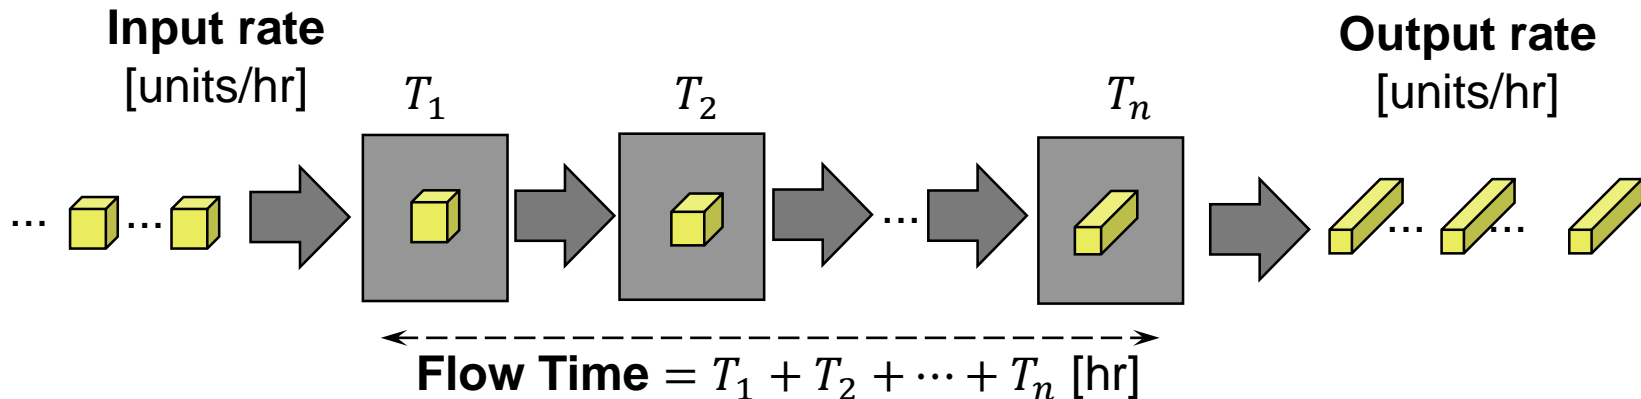 Input rate
[units/hr]
Output rate
[units/hr]
T₁ T₂ Tₙ
... ... ... ... ...
Flow Time = T₁ + T₂ + ⋯ + Tₙ [hr]